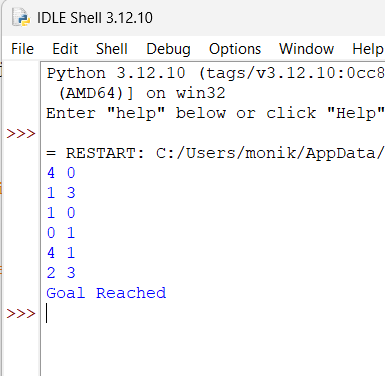 IDLE Shell 3.12.10
File Edit Shell Debug Options Window Help
Python 3.12.10 (tags/v3.12.10:0cc8
(AMD64)] on win32
Enter "help" below or click "Help"
>>>
= RESTART: C:/Users/monik/AppData/
4 0
1 3
1 0
0 1
4 1
2 3
Goal Reached
>>>